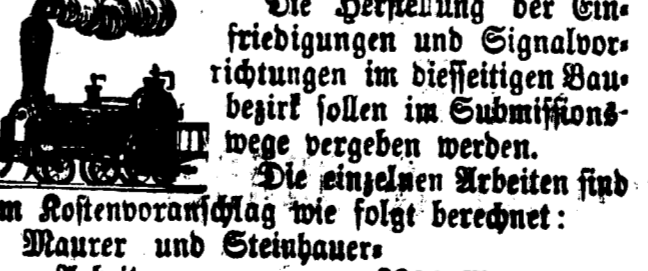 Die Herstellung der Ein-
friedigungen und Signalvor-
richtungen im diesseitigen Bau-
bezirk sollen im Submissions-
wege vergeben werden.
Die einzelnen Arbeiten sind
m Kostenvoranschlag wie folgt berechnet:
Maurer und Steinhauer-